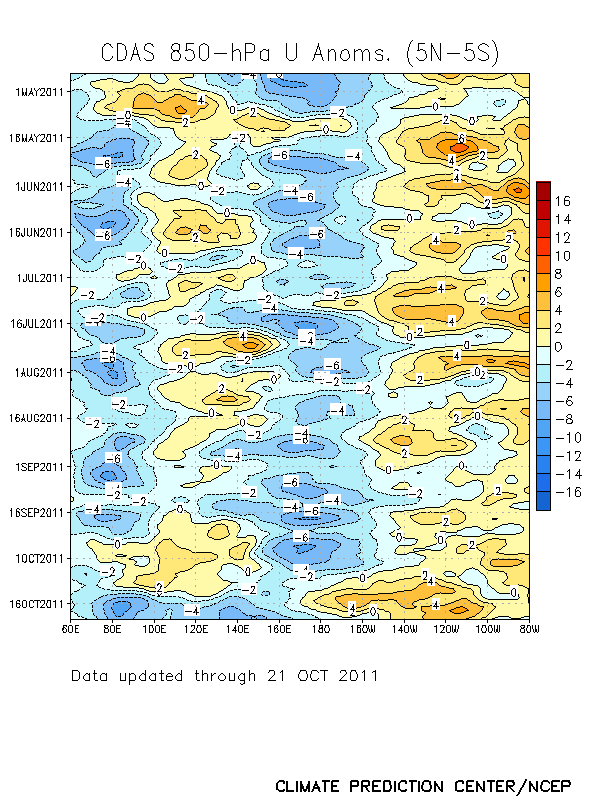 CDAS 850-hPa U Anoms. (5N-5S)
1MAY2011
16MAY2011
1JUN2011
16JUN2011
1JUL2011
16JUL2011
1AUG2011
16AUG2011
1SEP2011
16SEP2011
1OCT2011
16OCT2011
60E 80E 100E 120E 140E 160E 180 160W 140W 120W 100W 80W
16
14
12
10
8
6
4
2
0
-2
-4
-6
-8
-10
-12
-14
-16
Data updated through 21 OCT 2011
CLIMATE PREDICTION CENTER/NCEP